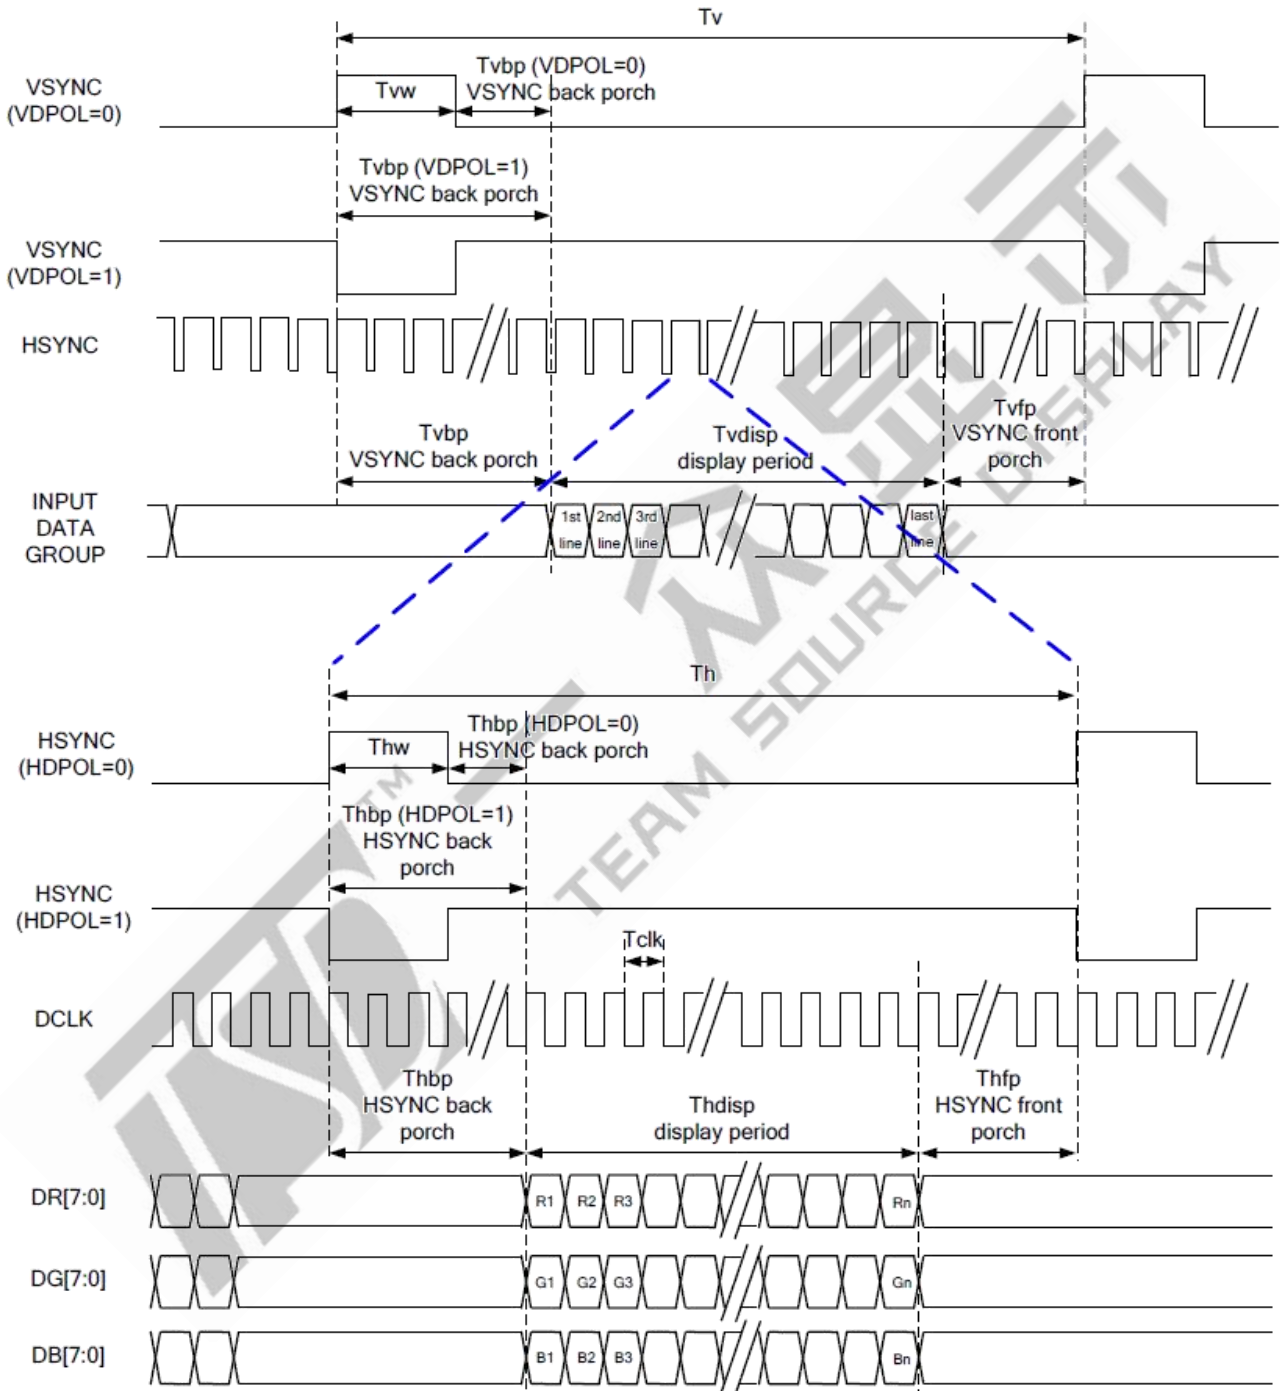 Tv
VSYNC
(VDPOL=0)
Tvw
Tvbp (VDPOL=0)
VSYNC back porch
Tvbp (VDPOL=1)
VSYNC back porch
VSYNC
(VDPOL=1)
HSYNC
Tvbp
VSYNC back porch
Tvdisp
display period
Tvfp
VSYNC front
porch
INPUT
DATA
GROUP
1st
line
2nd
line
3rd
line
last
line
Th
HSYNC
(HDPOL=0)
Thw
Thbp (HDPOL=0)
HSYNC back porch
Thbp (HDPOL=1)
HSYNC back
porch
HSYNC
(HDPOL=1)
Tclk
DCLK
Thbp
HSYNC back
porch
Thdisp
display period
Thfp
HSYNC front
porch
DR[7:0]
R1 R2 R3 Rn
DG[7:0]
G1 G2 G3 Gn
DB[7:0]
B1 B2 B3 Bn
TSD™
一众显示
TEAM SOURCE DISPLAY